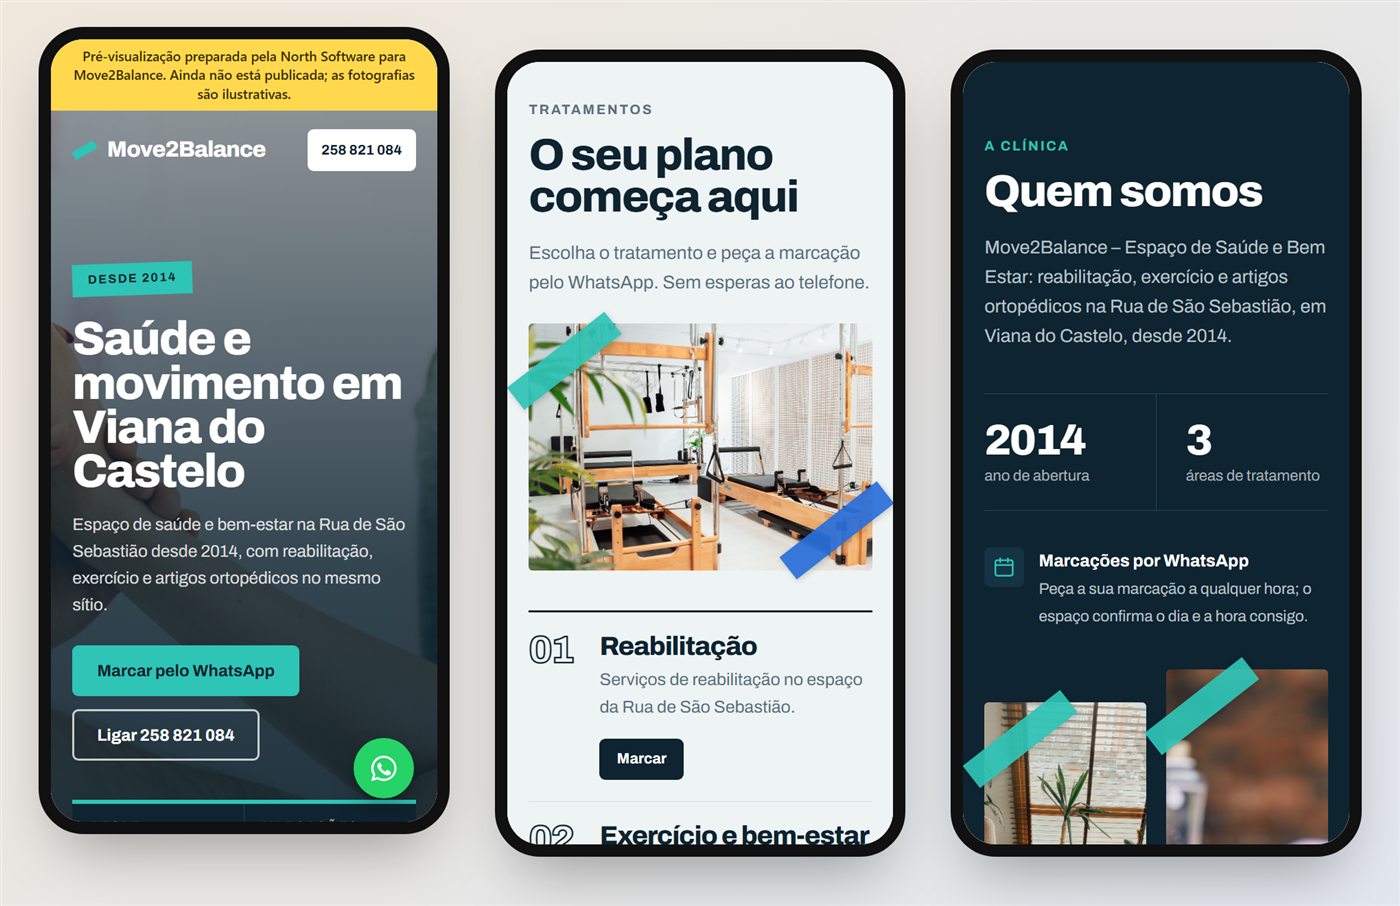 Pré-visualização preparada pela North Software para
Move2Balance. Ainda não está publicada; as fotografias
são ilustrativas.
Move2Balance
258 821 084
DESDE 2014
Saúde e
movimento em
Viana do
Castelo
Espaço de saúde e bem-estar na Rua de São
Sebastião desde 2014, com reabilitação,
exercício e artigos ortopédicos no mesmo
sítio.
Marcar pelo WhatsApp
Ligar 258 821 084
TRATAMENTOS
O seu plano
começa aqui
Escolha o tratamento e peça a marcação
pelo WhatsApp. Sem esperas ao telefone.
01
Reabilitação
Serviços de reabilitação no espaço
da Rua de São Sebastião.
Marcar
02
Exercício e bem-estar
A CLÍNICA
Quem somos
Move2Balance – Espaço de Saúde e Bem
Estar: reabilitação, exercício e artigos
ortopédicos na Rua de São Sebastião, em
Viana do Castelo, desde 2014.
2014
ano de abertura
3
áreas de tratamento
Marcações por WhatsApp
Peça a sua marcação a qualquer hora; o
espaço confirma o dia e a hora consigo.